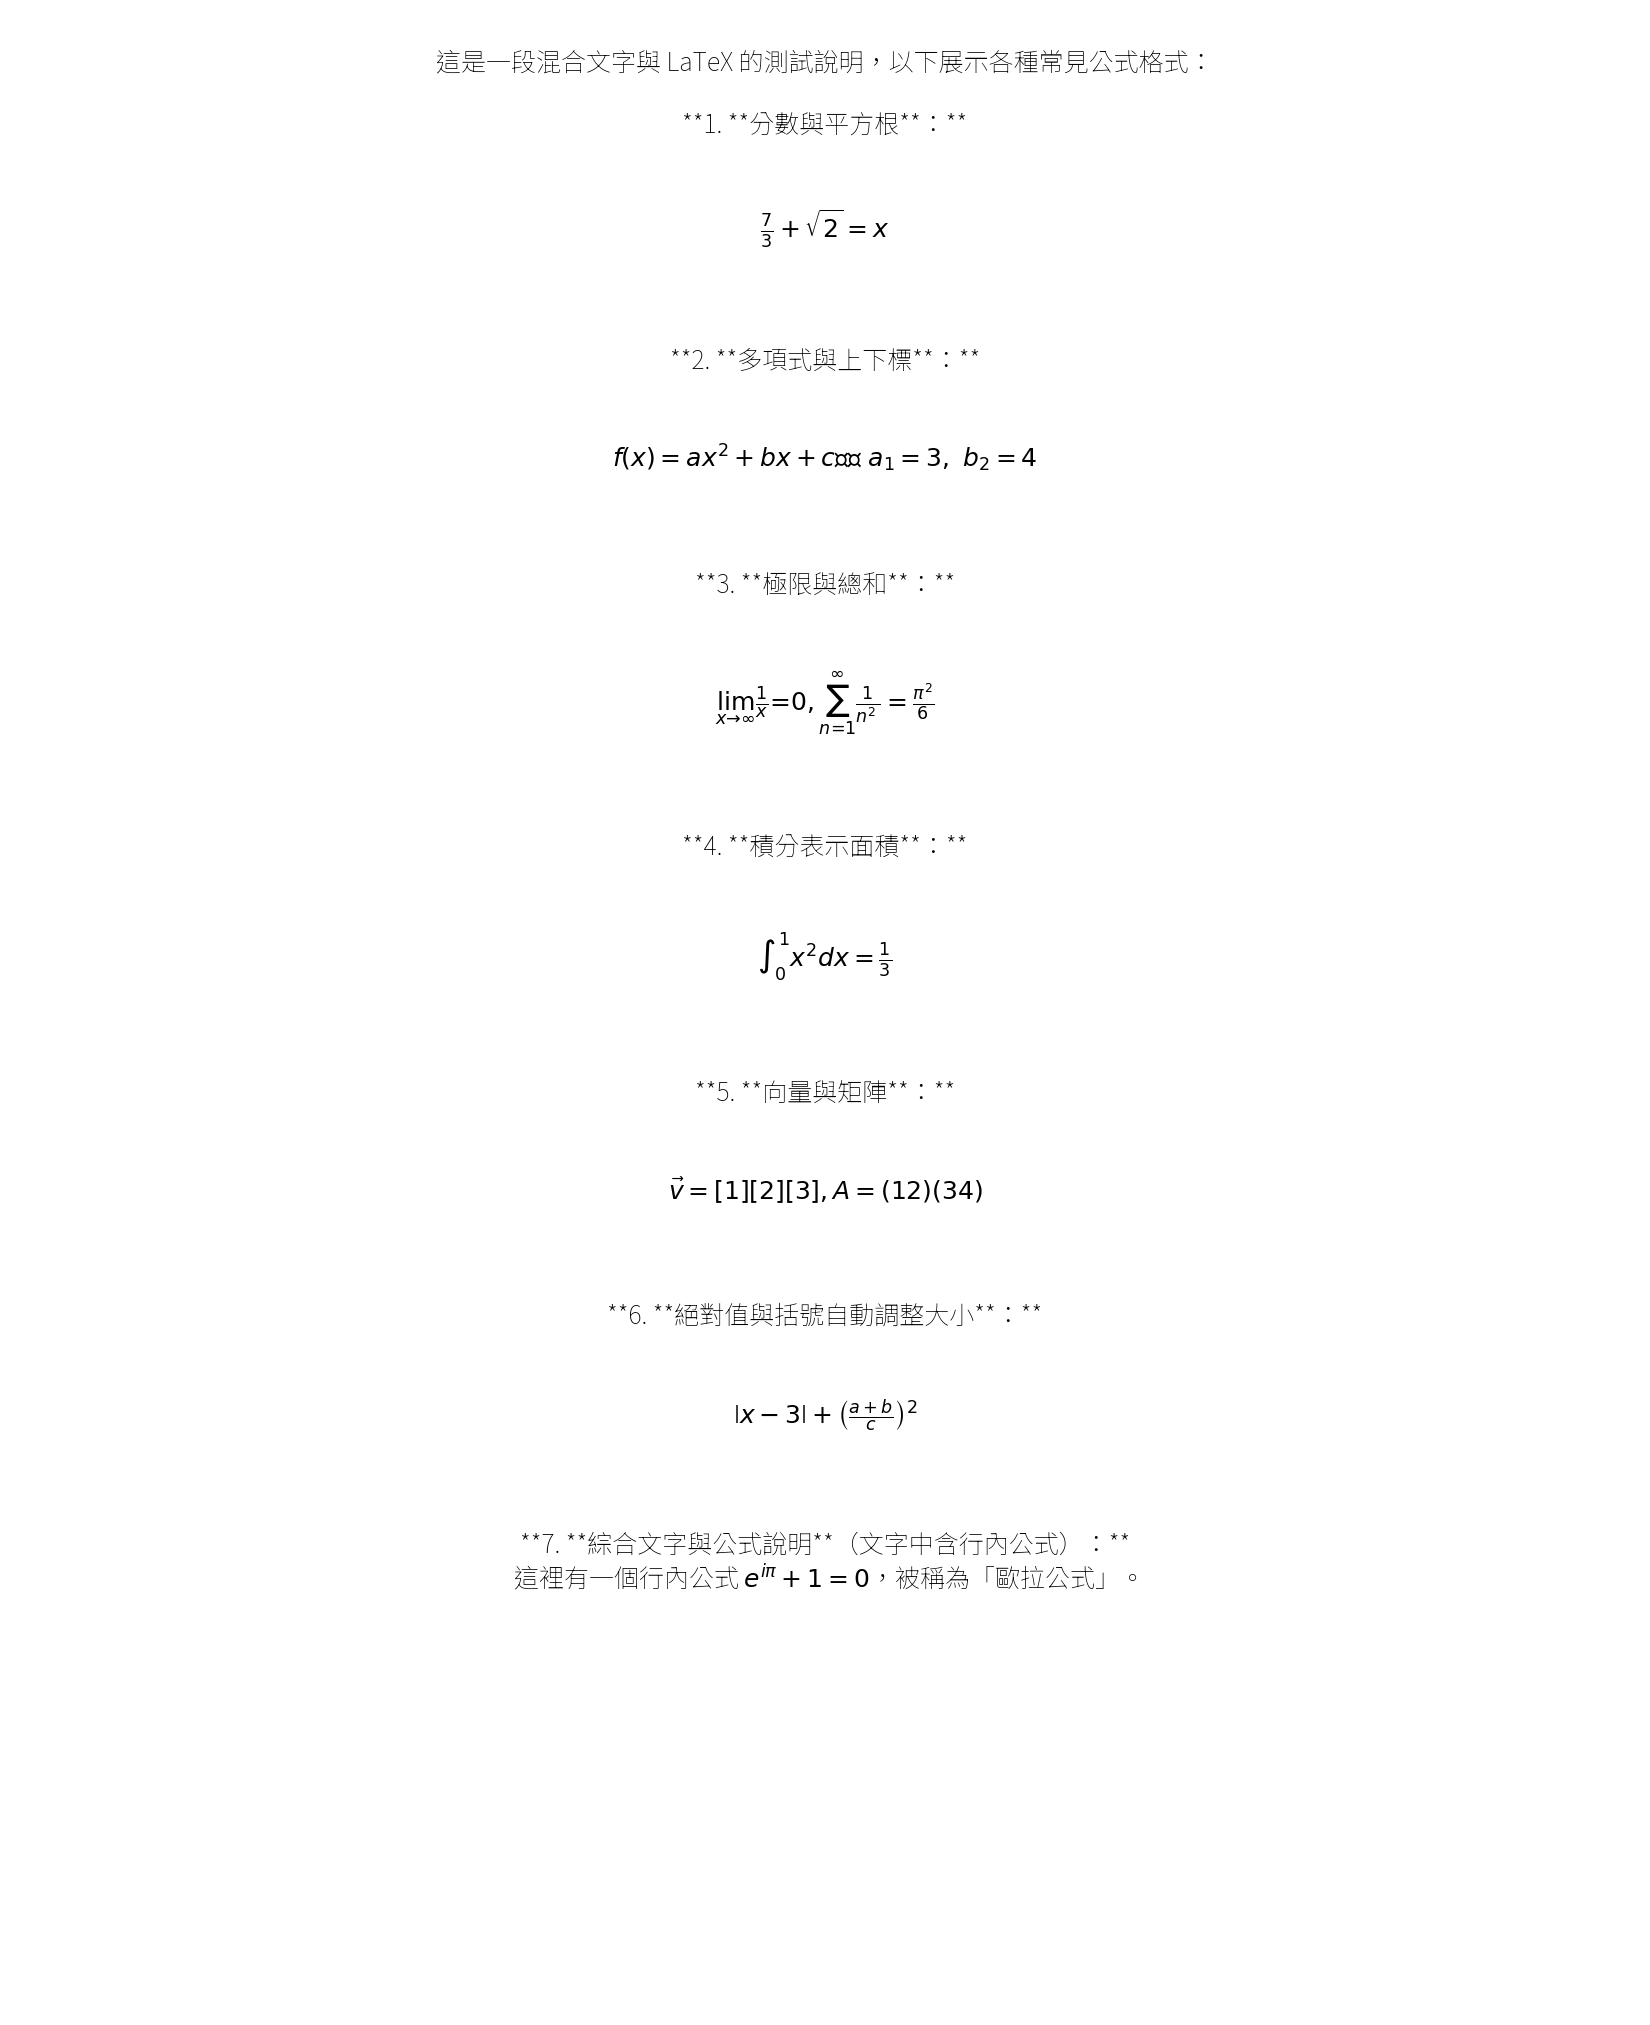 這是一段混合文字與 LaTeX 的測試說明，以下展示各種常見公式格式：
**1. **分數與平方根**：**
$\frac{7}{3} + \sqrt{2} = x$
**2. **多項式與上下標**：**
$f(x) = ax^2 + bx + c$ $a_1 = 3,\ b_2 = 4$
**3. **極限與總和**：**
$\lim_{x \to \infty} \frac{1}{x} = 0, \sum_{n=1}^{\infty} \frac{1}{n^2} = \frac{\pi^2}{6}$
**4. **積分表示面積**：**
$\int_0^1 x^2 dx = \frac{1}{3}$
**5. **向量與矩陣**：**
$\vec{v} = [1][2][3], A = (12)(34)$
**6. **絕對值與括號自動調整大小**：**
$|x - 3| + \left(\frac{a+b}{c}\right)^2$
**7. **綜合文字與公式說明**（文字中含行內公式）：**
這裡有一個行內公式 $e^{i\pi} + 1 = 0$，被稱為「歐拉公式」。